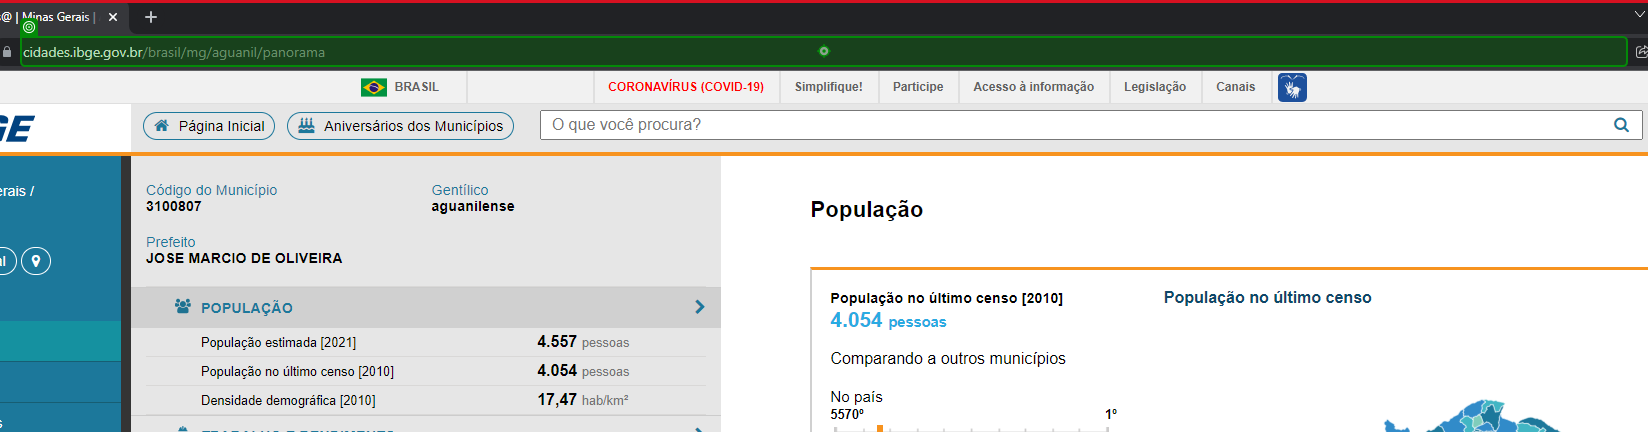 s@ | Minas Gerais |
cidades.ibge.gov.br/brasil/mg/aguanil/panorama
BRASIL
CORONAVÍRUS (COVID-19)
Simplifique!
Participe
Acesso à informação
Legislação
Canais
GE
Página Inicial
Aniversários dos Municípios
O que você procura?
erais /
al
s
Código do Município
3100807
Gentílico
aguanilense
Prefeito
JOSE MARCIO DE OLIVEIRA
POPULAÇÃO
População estimada [2021] 4.557 pessoas
População no último censo [2010] 4.054 pessoas
Densidade demográfica [2010] 17,47 hab/km²
População
População no último censo [2010]
4.054 pessoas
Comparando a outros municípios
No país
5570º 1º
População no último censo